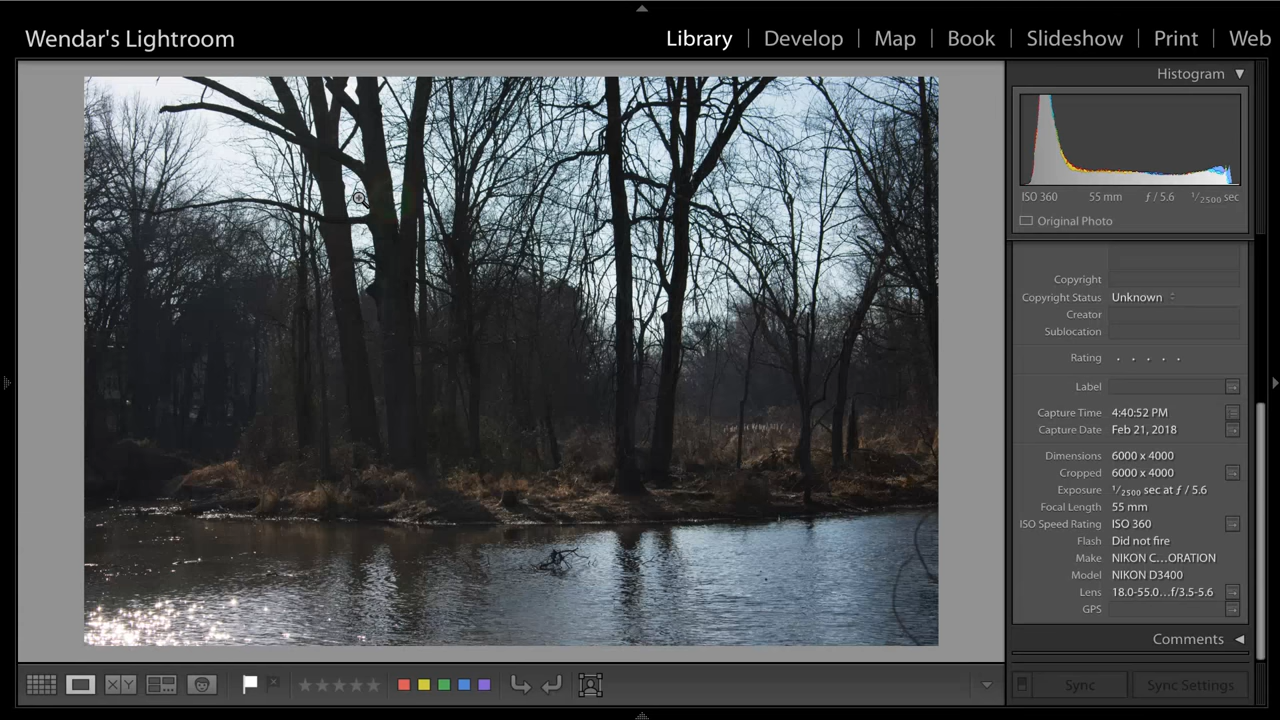 Wendar's Lightroom
Library | Develop | Map | Book | Slideshow | Print | Web
Histogram
ISO 360 55 mm ƒ / 5.6 1/2500 sec
Original Photo
Copyright
Copyright Status Unknown
Creator
Sublocation
Rating · · · · ·
Label
Capture Time 4:40:52 PM
Capture Date Feb 21, 2018
Dimensions 6000 x 4000
Cropped 6000 x 4000
Exposure 1/2500 sec at ƒ / 5.6
Focal Length 55 mm
ISO Speed Rating ISO 360
Flash Did not fire
Make NIKON C...ORATION
Model NIKON D3400
Lens 18.0-55.0...f/3.5-5.6
GPS
Comments
X Y
Sync Sync Settings